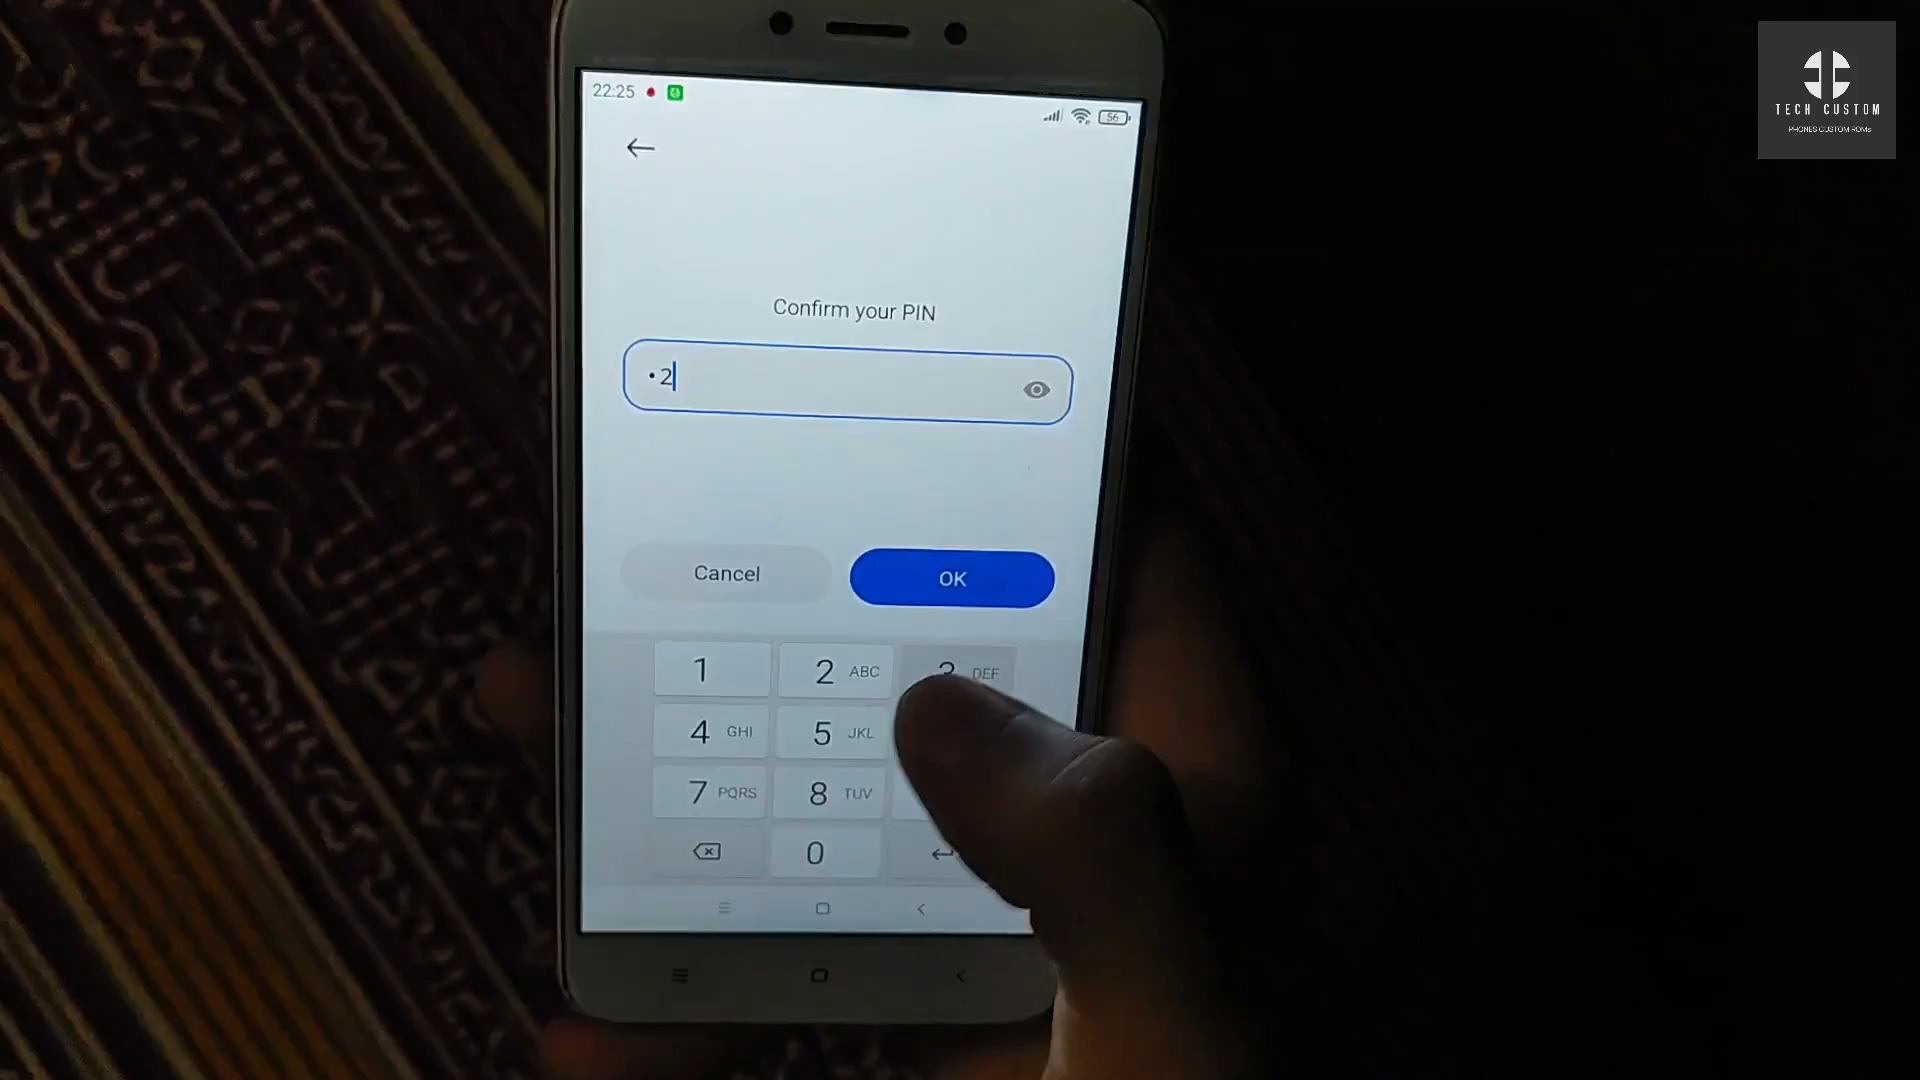 22:25
56
TECH CUSTOM
PHONES CUSTOM ROMs
Confirm your PIN
•2
Cancel OK
1 2 ABC 3 DEF
4 GHI 5 JKL
7 PQRS 8 TUV
0